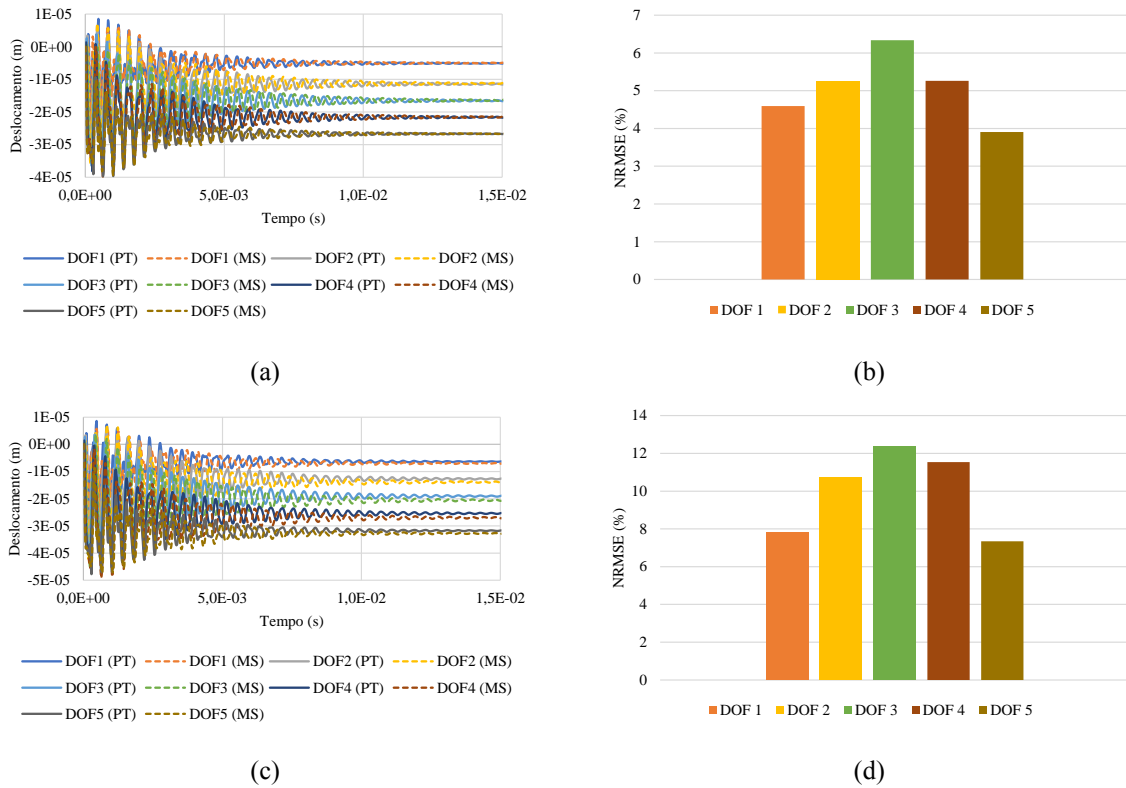 1E-05
0E+00
-1E-05
-2E-05
-3E-05
-4E-05
Deslocamento (m)
0,0E+00 5,0E-03 1,0E-02 1,5E-02
Tempo (s)
DOF1 (PT) DOF1 (MS) DOF2 (PT) DOF2 (MS)
DOF3 (PT) DOF3 (MS) DOF4 (PT) DOF4 (MS)
DOF5 (PT) DOF5 (MS)
(a)
7
6
5
4
3
2
1
0
NRMSE (%)
DOF 1 DOF 2 DOF 3 DOF 4 DOF 5
(b)
1E-05
0E+00
-1E-05
-2E-05
-3E-05
-4E-05
-5E-05
Deslocamento (m)
0,0E+00 5,0E-03 1,0E-02 1,5E-02
Tempo (s)
DOF1 (PT) DOF1 (MS) DOF2 (PT) DOF2 (MS)
DOF3 (PT) DOF3 (MS) DOF4 (PT) DOF4 (MS)
DOF5 (PT) DOF5 (MS)
(c)
14
12
10
8
6
4
2
0
NRMSE (%)
DOF 1 DOF 2 DOF 3 DOF 4 DOF 5
(d)